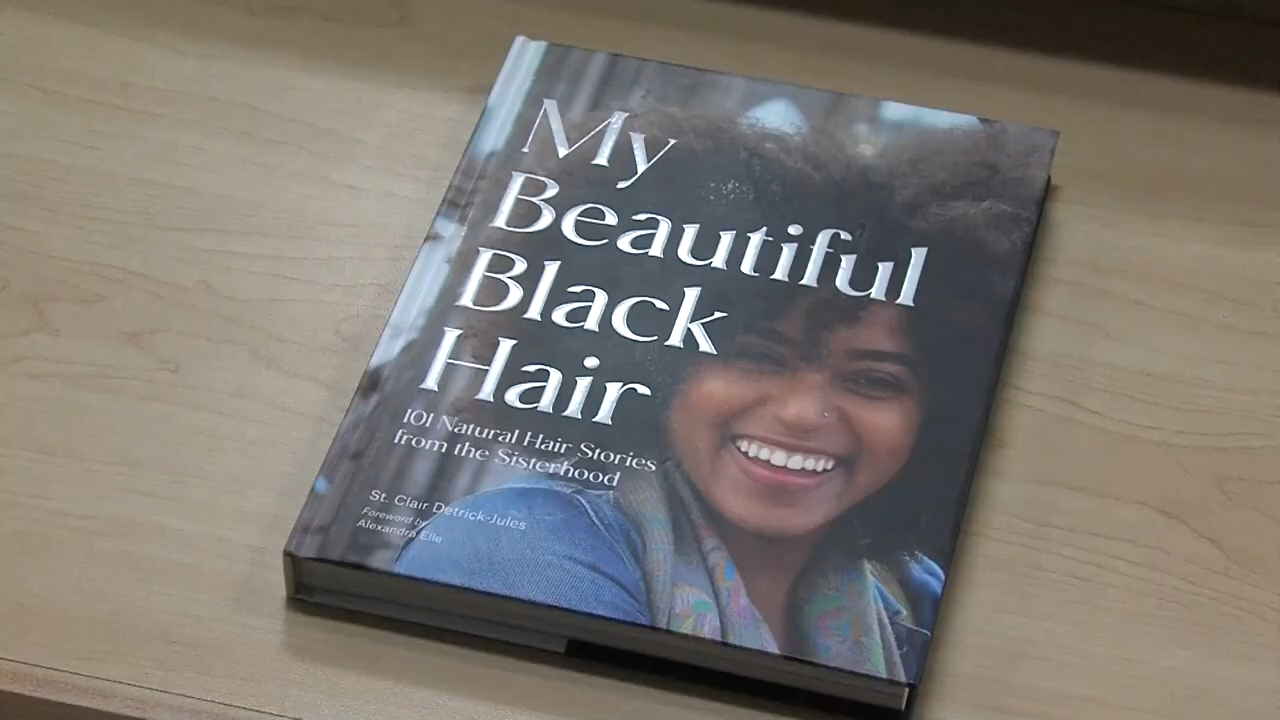 My
Beautiful
Black
Hair
101 Natural Hair Stories
from the Sisterhood
St. Clair Detrick-Jules
Foreword by
Alexandra Elle